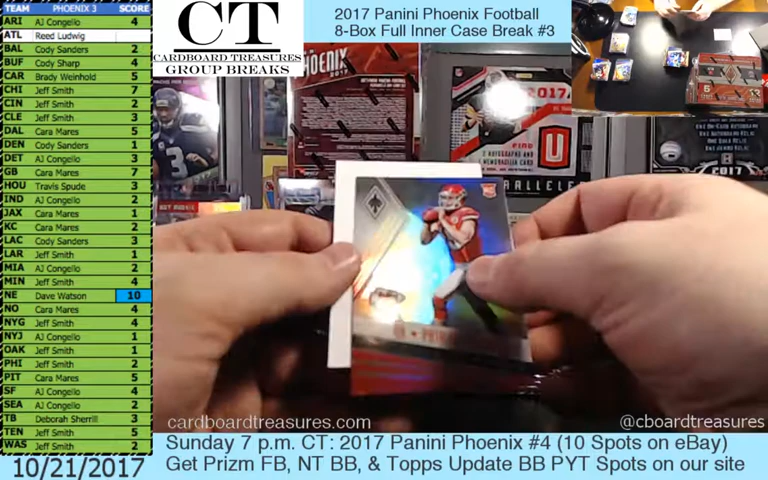 TEAM PHOENIX 3 SCORE
ARI AJ Congello 4
ATL Reed Ludwig
BAL Cody Sanders 2
BUF Cody Sharp 4
CAR Brady Weinhold 5
CHI Jeff Smith 7
CIN Jeff Smith 2
CLE Jeff Smith 3
DAL Cara Mares 5
DEN Cody Sanders 1
DET AJ Congello 3
GB Cara Mares 7
HOU Travis Spude 3
IND AJ Congello 2
JAX Cara Mares 1
KC Cara Mares 2
LAC Cody Sanders 3
LAR Jeff Smith 1
MIA AJ Congello 2
MIN Jeff Smith 4
NE Dave Watson 10
NO Cara Mares 4
NYG Jeff Smith 4
NYJ AJ Congello 1
OAK Jeff Smith 1
PHI Jeff Smith 2
PIT Cara Mares 5
SF AJ Congello 4
SEA AJ Congello 2
TB Deborah Sherrill 3
TEN Jeff Smith 5
WAS Jeff Smith 2
10/21/2017
CT
CARDBOARD TREASURES
GROUP BREAKS
2017 Panini Phoenix Football
8-Box Full Inner Case Break #3
PHOENIX
2017
FIND
U
PARALLELS
2017
3
RC
QB
cardboardtreasures.com
@cboardtreasures
Sunday 7 p.m. CT: 2017 Panini Phoenix #4 (10 Spots on eBay)
Get Prizm FB, NT BB, & Topps Update BB PYT Spots on our site